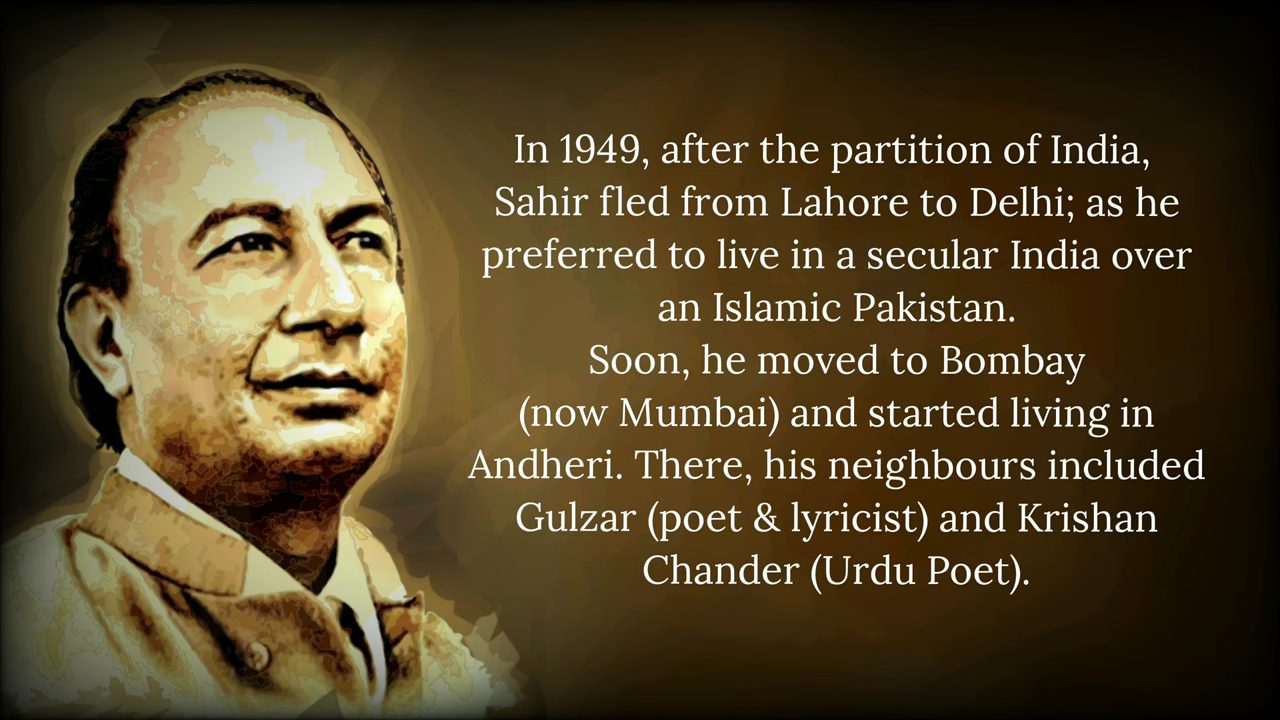 In 1949, after the partition of India,
Sahir fled from Lahore to Delhi; as he
preferred to live in a secular India over
an Islamic Pakistan.
Soon, he moved to Bombay
(now Mumbai) and started living in
Andheri. There, his neighbours included
Gulzar (poet & lyricist) and Krishan
Chander (Urdu Poet).